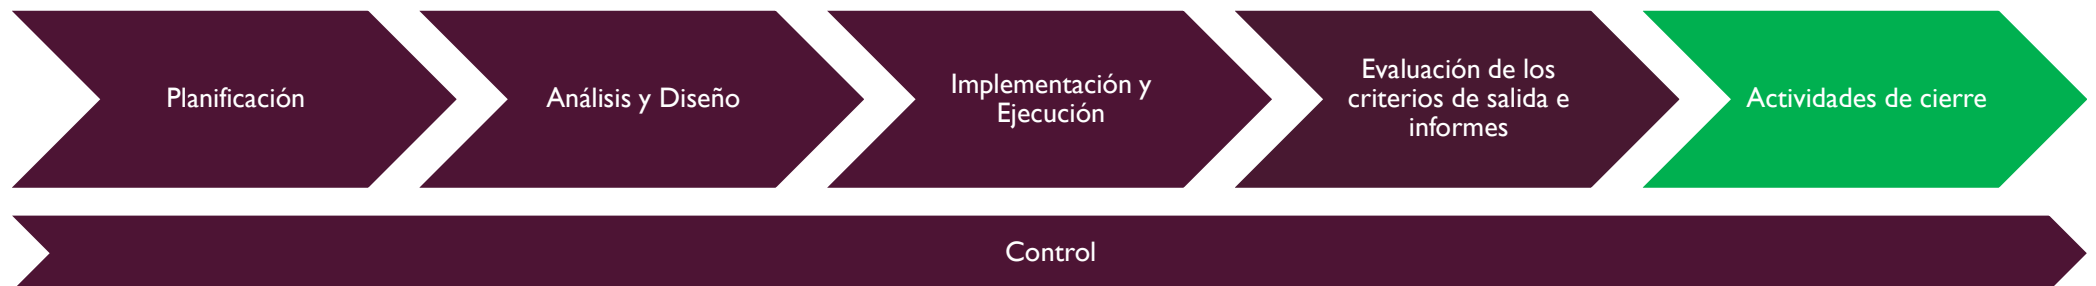 Planificación
Análisis y Diseño
Implementación y
Ejecución
Evaluación de los
criterios de salida e
informes
Actividades de cierre
Control